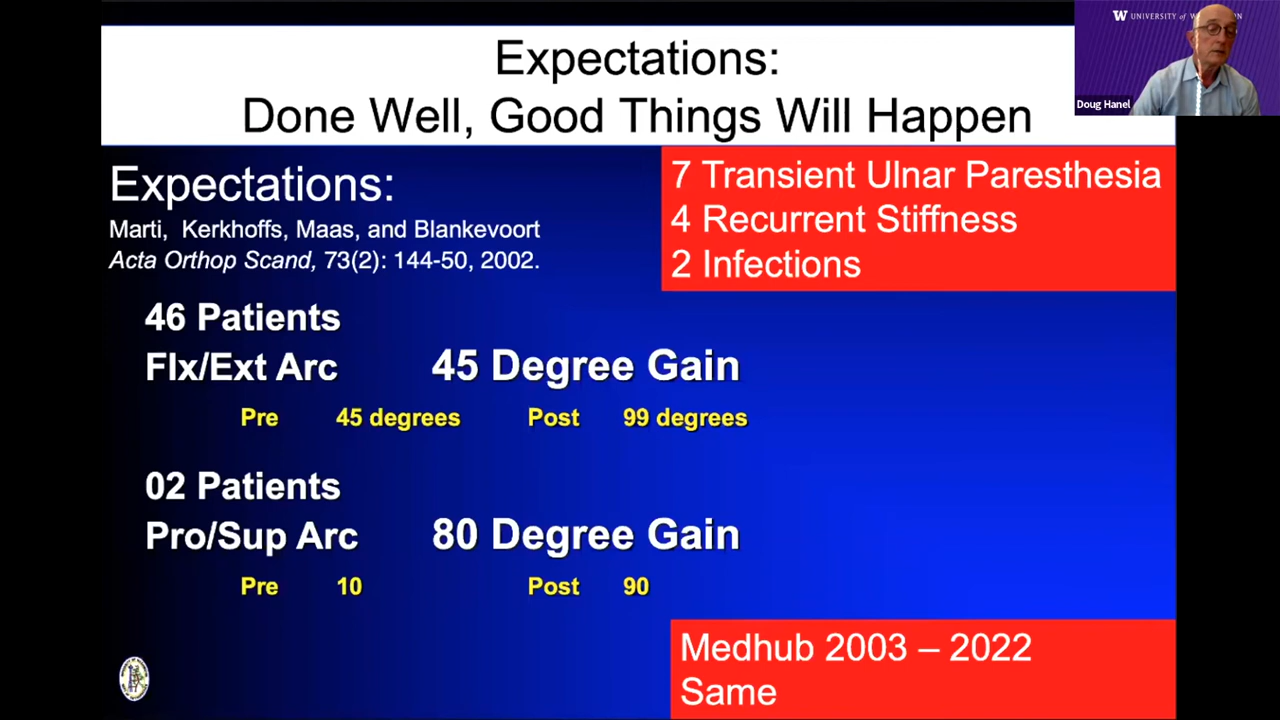 Expectations:
Done Well, Good Things Will Happen
UNIVERSITY of W
Doug Hanel
Expectations:
Marti, Kerkhoffs, Maas, and Blankevoort
Acta Orthop Scand, 73(2): 144-50, 2002.
7 Transient Ulnar Paresthesia
4 Recurrent Stiffness
2 Infections
46 Patients
Flx/Ext Arc 45 Degree Gain
Pre 45 degrees Post 99 degrees
02 Patients
Pro/Sup Arc 80 Degree Gain
Pre 10 Post 90
Medhub 2003 – 2022
Same